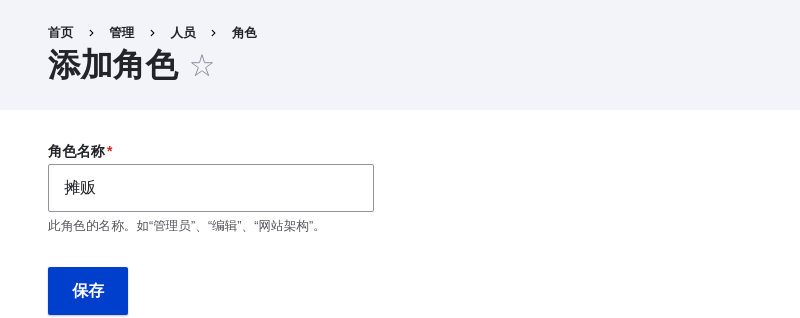 首页 › 管理 › 人员 › 角色
添加角色 ☆
角色名称*
摊贩
此角色的名称。如“管理员”、“编辑”、“网站架构”。
保存